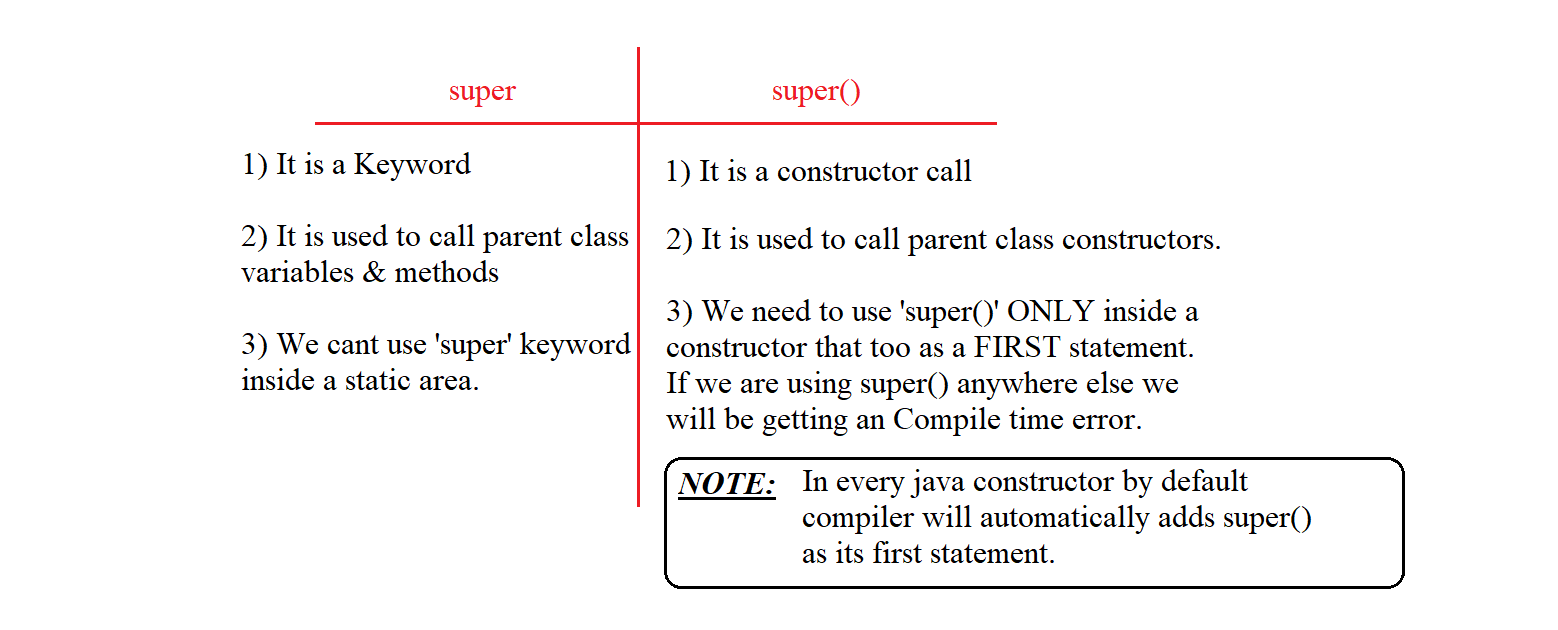 super
1) It is a Keyword
2) It is used to call parent class
variables & methods
3) We cant use 'super' keyword
inside a static area.
super()
1) It is a constructor call
2) It is used to call parent class constructors.
3) We need to use 'super()' ONLY inside a
constructor that too as a FIRST statement.
If we are using super() anywhere else we
will be getting an Compile time error.
NOTE: In every java constructor by default
compiler will automatically adds super()
as its first statement.